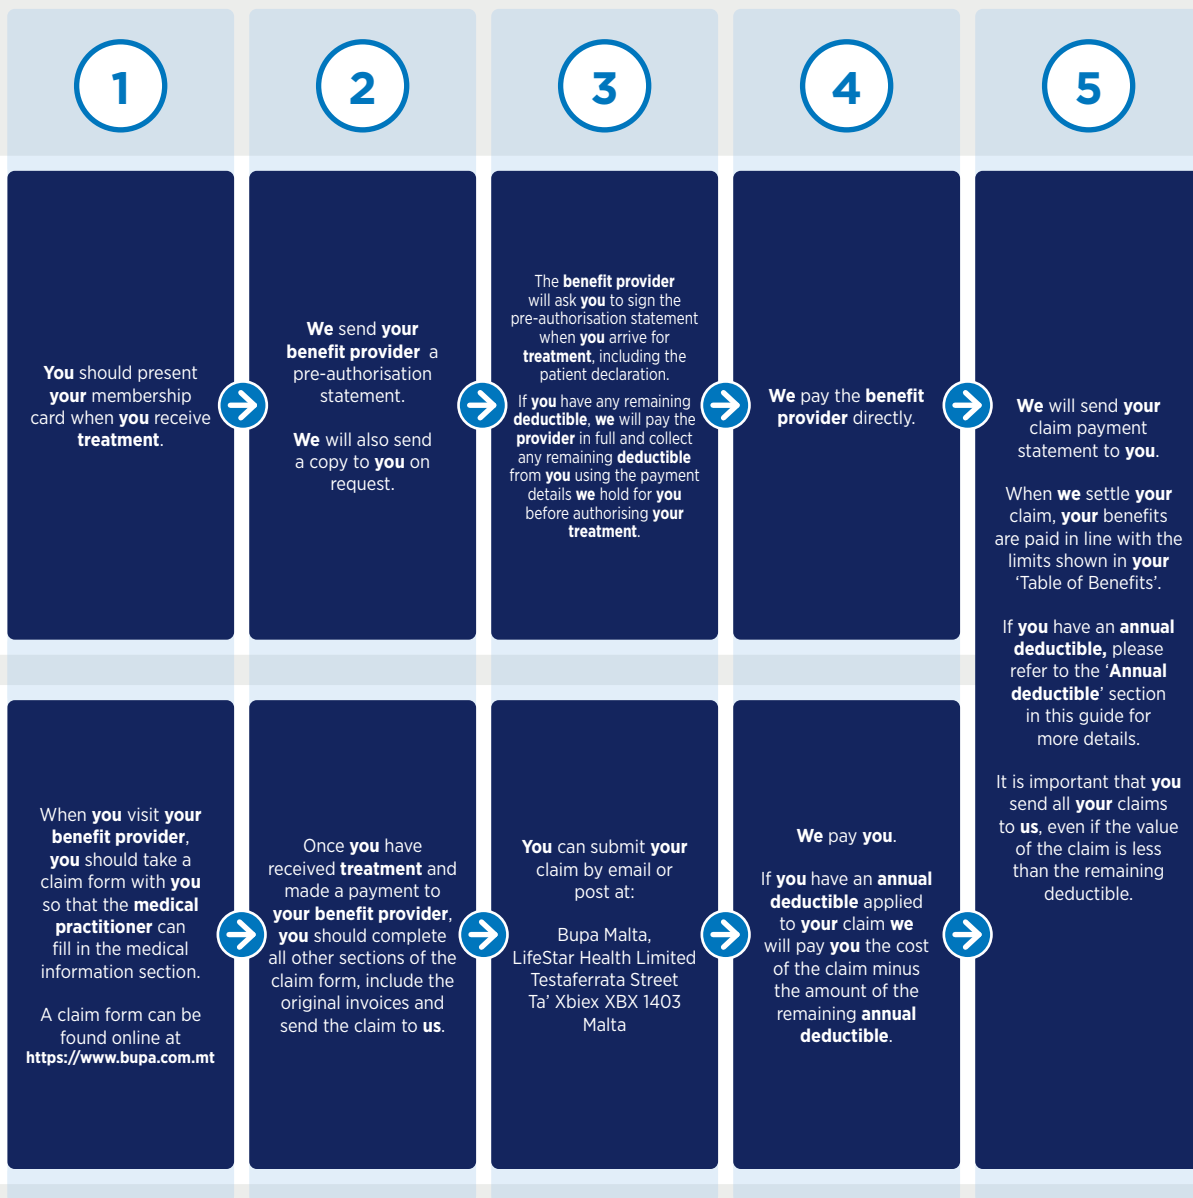 1
2
3
4
5
You should present
your membership
card when you receive
treatment.
We send your
benefit provider a
pre-authorisation
statement.
We will also send
a copy to you on
request.
The benefit provider
will ask you to sign the
pre-authorisation statement
when you arrive for
treatment, including the
patient declaration.
If you have any remaining
deductible, we will pay the
provider in full and collect
any remaining deductible
from you using the payment
details we hold for you
before authorising your
treatment.
We pay the benefit
provider directly.
We will send your
claim payment
statement to you.
When we settle your
claim, your benefits
are paid in line with the
limits shown in your
‘Table of Benefits’.
If you have an annual
deductible, please
refer to the ‘Annual
deductible’ section
in this guide for
more details.
It is important that you
send all your claims
to us, even if the value
of the claim is less
than the remaining
deductible.
When you visit your
benefit provider,
you should take a
claim form with you
so that the medical
practitioner can
fill in the medical
information section.
A claim form can be
found online at
https://www.bupa.com.mt
Once you have
received treatment and
made a payment to
your benefit provider,
you should complete
all other sections of the
claim form, include the
original invoices and
send the claim to us.
You can submit your
claim by email or
post at:
Bupa Malta,
LifeStar Health Limited
Testaferrata Street
Ta’ Xbiex XBX 1403
Malta
We pay you.
If you have an annual
deductible applied
to your claim we
will pay you the cost
of the claim minus
the amount of the
remaining annual
deductible.